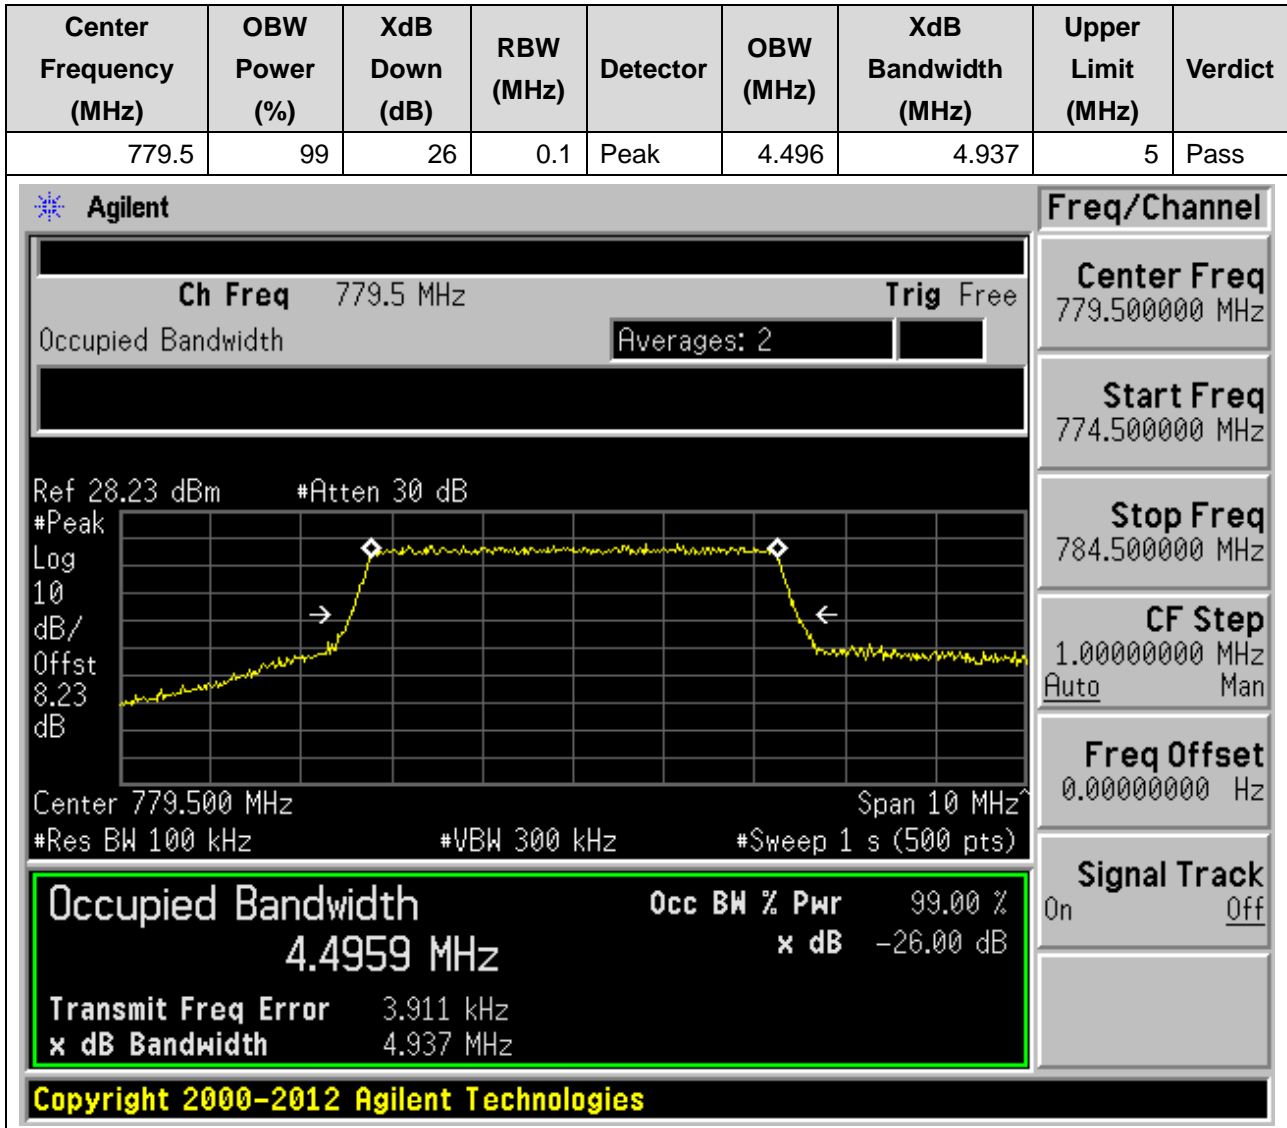 Center Frequency (MHz) OBW Power (%) XdB Down (dB) RBW (MHz) Detector OBW (MHz) XdB Bandwidth (MHz) Upper Limit (MHz) Verdict
779.5 99 26 0.1 Peak 4.496 4.937 5 Pass
Agilent
Freq/Channel
Ch Freq 779.5 MHz Trig Free
Occupied Bandwidth Averages: 2
Center Freq
779.500000 MHz
Start Freq
774.500000 MHz
Stop Freq
784.500000 MHz
CF Step
1.00000000 MHz
Auto Man
Freq Offset
0.00000000 Hz
Signal Track
On Off
Ref 28.23 dBm #Atten 30 dB
#Peak
Log
10
dB/
Offst
8.23
dB
Center 779.500 MHz Span 10 MHz^
#Res BW 100 kHz #VBW 300 kHz #Sweep 1 s (500 pts)
Occupied Bandwidth Occ BW % Pwr 99.00 %
4.4959 MHz x dB -26.00 dB
Transmit Freq Error 3.911 kHz
x dB Bandwidth 4.937 MHz
Copyright 2000-2012 Agilent Technologies